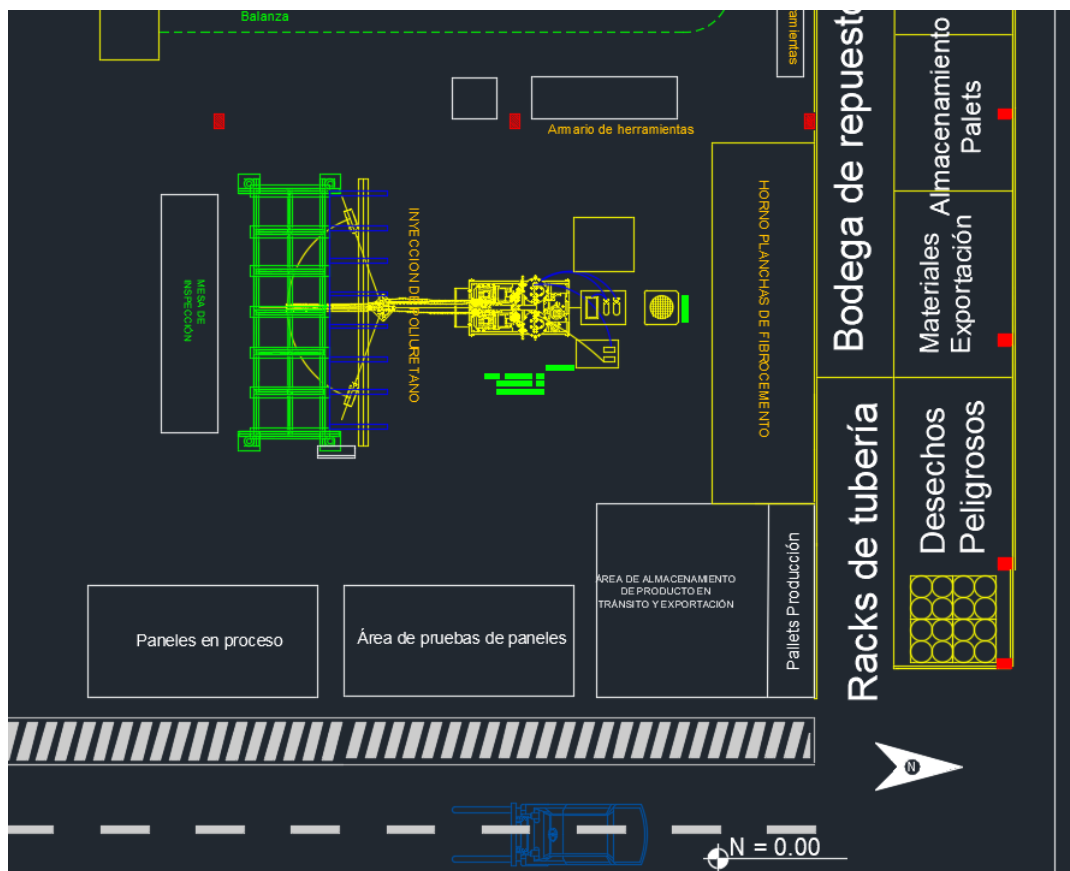 Balanza
amientas
Armario de herramientas
Bodega de repuesto
Almacenamiento
Palets
Materiales
Exportación
HORNO PLANCHAS DE FIBROCEMENTO
INYECCION DE POLIURETANO
MESA DE
INSPECCIÓN
Racks de tubería
Desechos
Peligrosos
ÁREA DE ALMACENAMIENTO
DE PRODUCTO EN
TRÁNSITO Y EXPORTACIÓN
Pallets Producción
Paneles en proceso
Área de pruebas de paneles
N
N = 0.00